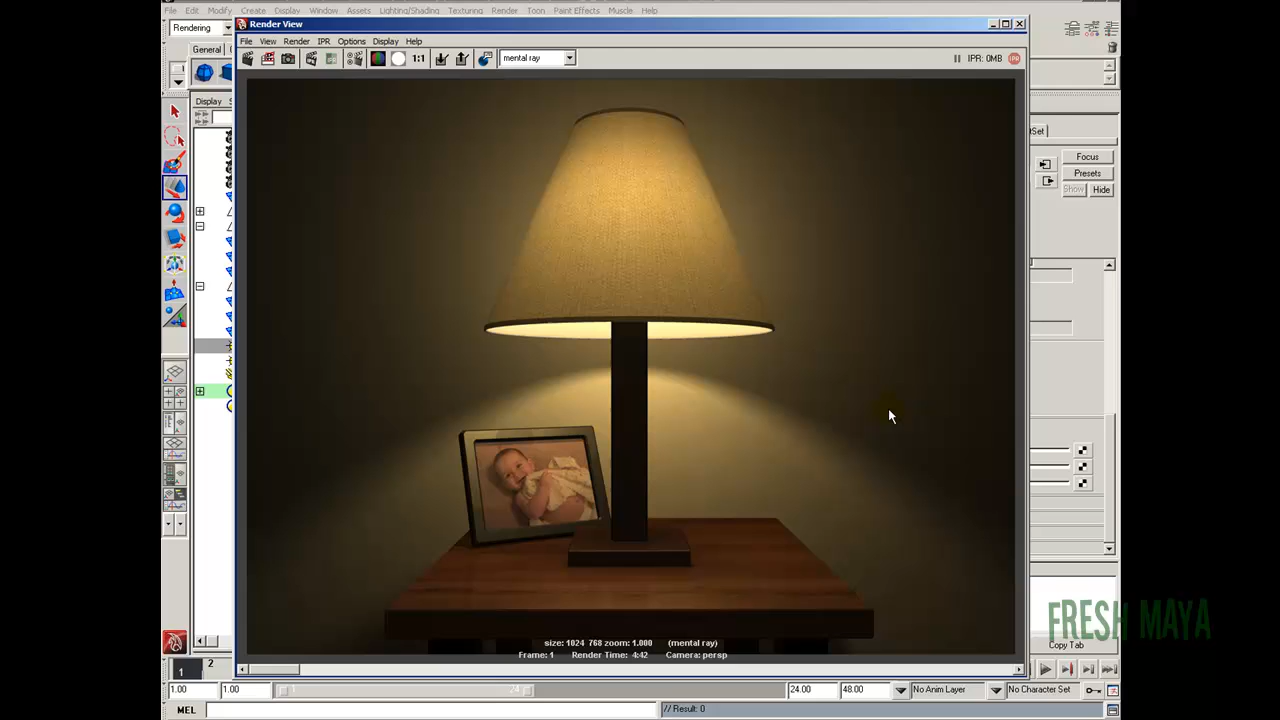 File Edit Modify Create Display Window Assets Lighting/Shading Texturing Render Toon Paint Effects Muscle Help
Render View
Rendering
File View Render IPR Options Display Help
General
mental ray
1:1
IPR: 0MB
IPR
Display
Focus
Presets
Show Hide
size: 1024 768 zoom: 1.000 (mental ray)
Frame: 1 Render Time: 4:42 Camera: persp
FRESH MAYA
Copy Tab
1 2
1.00 1.00 24.00 48.00 No Anim Layer No Character Set
MEL // Result: 0